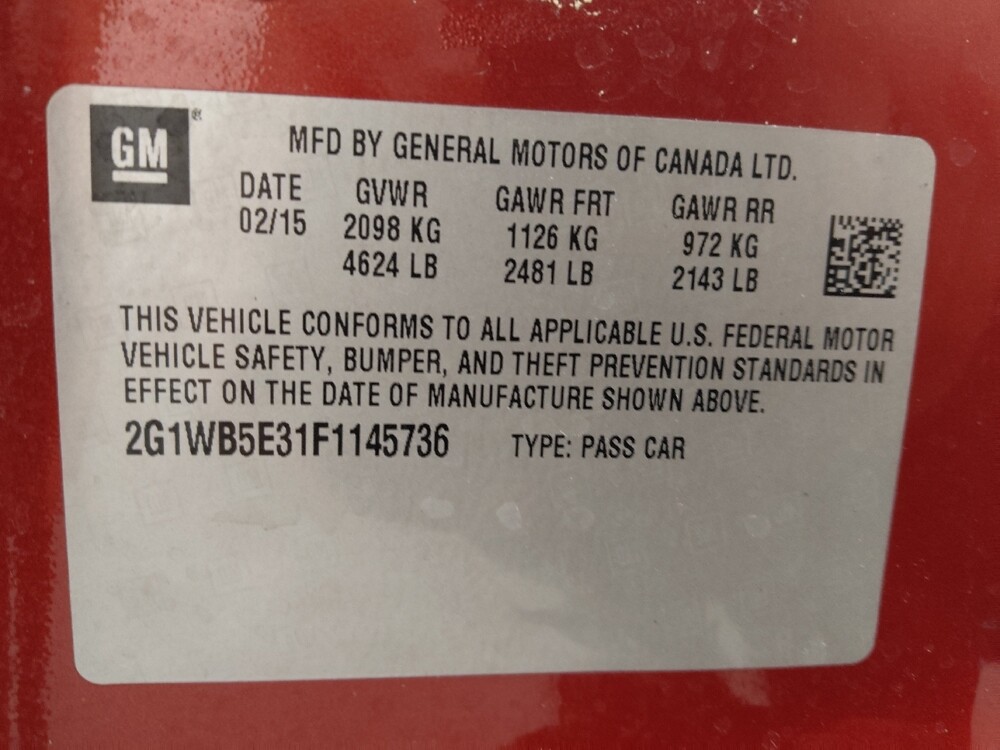 GM®
MFD BY GENERAL MOTORS OF CANADA LTD.
DATE GVWR GAWR FRT GAWR RR
02/15 2098 KG 1126 KG 972 KG
4624 LB 2481 LB 2143 LB
THIS VEHICLE CONFORMS TO ALL APPLICABLE U.S. FEDERAL MOTOR
VEHICLE SAFETY, BUMPER, AND THEFT PREVENTION STANDARDS IN
EFFECT ON THE DATE OF MANUFACTURE SHOWN ABOVE.
2G1WB5E31F1145736 TYPE: PASS CAR